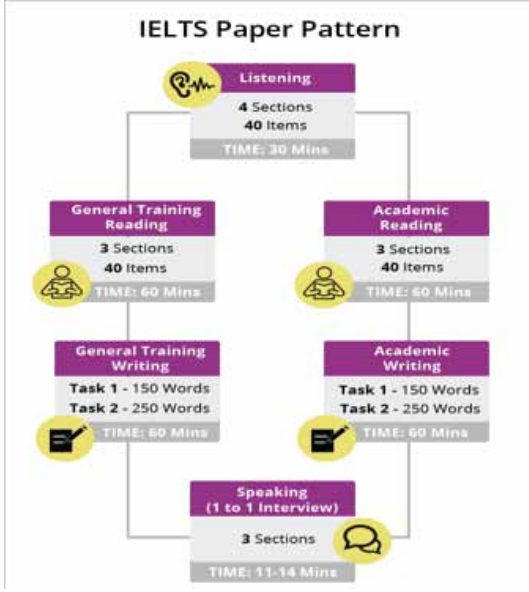 IELTS Paper Pattern
Listening
4 Sections
40 Items
TIME: 30 Mins
General Training
Reading
3 Sections
40 Items
TIME: 60 Mins
Academic
Reading
3 Sections
40 Items
TIME: 60 Mins
General Training
Writing
Task 1 - 150 Words
Task 2 - 250 Words
TIME: 60 Mins
Academic
Writing
Task 1 - 150 Words
Task 2 - 250 Words
TIME: 60 Mins
Speaking
(1 to 1 Interview)
3 Sections
TIME: 11-14 Mins